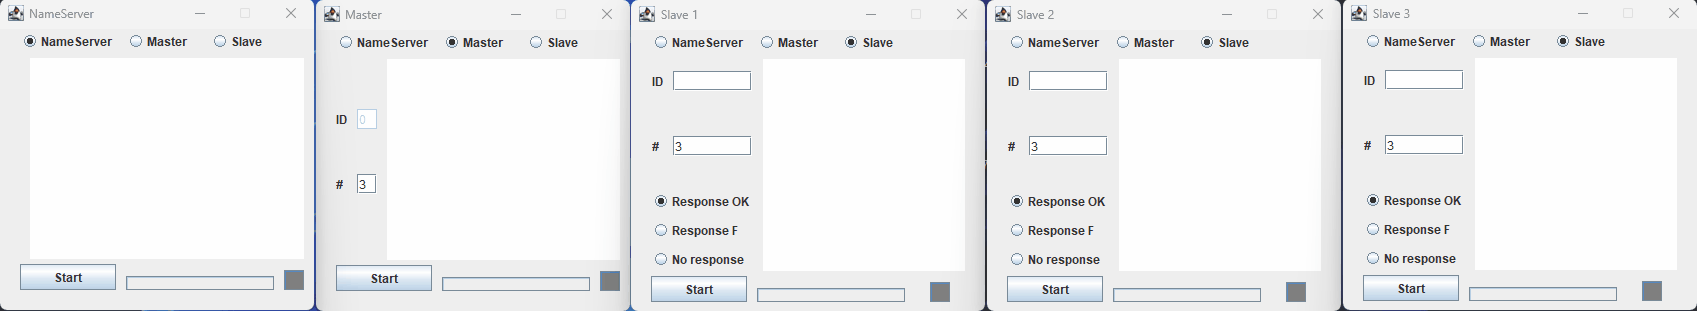 NameServer
NameServer Master Slave
Start
Master
NameServer Master Slave
ID 0
# 3
Start
Slave 1
NameServer Master Slave
ID
# 3
Response OK
Response F
No response
Start
Slave 2
NameServer Master Slave
ID
# 3
Response OK
Response F
No response
Start
Slave 3
NameServer Master Slave
ID
# 3
Response OK
Response F
No response
Start